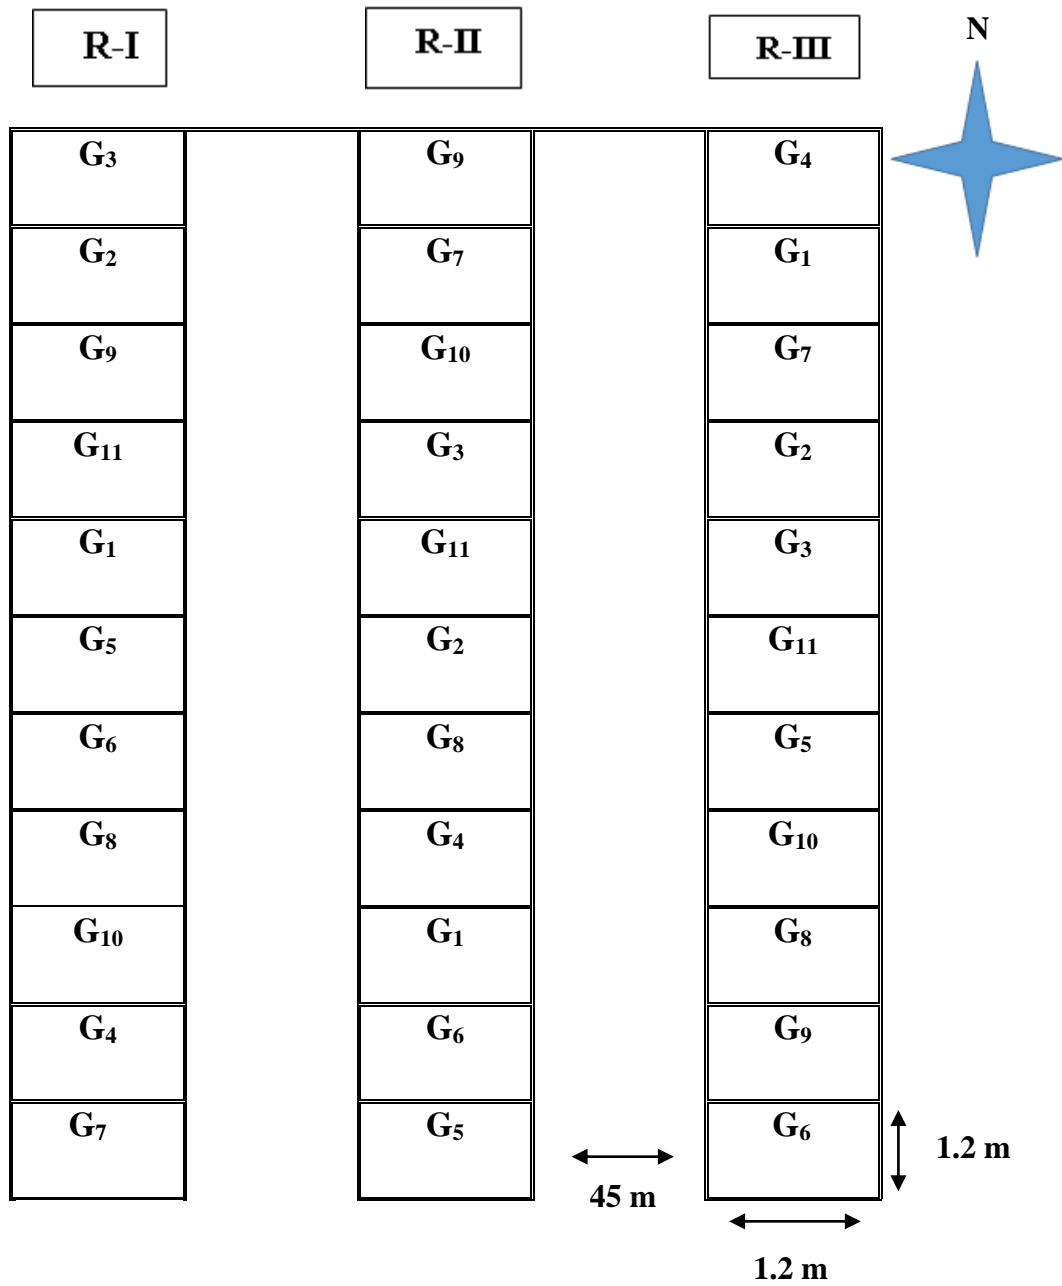 R-I R-II R-III N
G₃ G₉ G₄
G₂ G₇ G₁
G₉ G₁₀ G₇
G₁₁ G₃ G₂
G₁ G₁₁ G₃
G₅ G₂ G₁₁
G₆ G₈ G₅
G₈ G₄ G₁₀
G₁₀ G₁ G₈
G₄ G₆ G₉
G₇ G₅ G₆
1.2 m
45 m
1.2 m